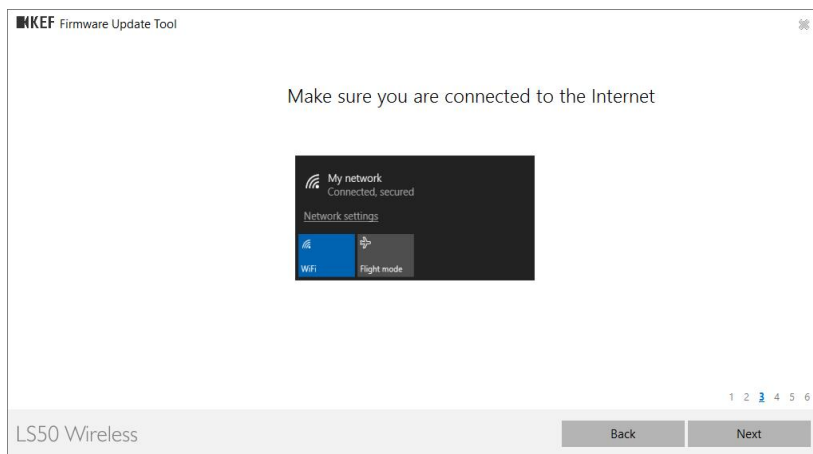 KEF Firmware Update Tool
Make sure you are connected to the Internet
My network
Connected, secured
Network settings
WiFi Flight mode
1 2 3 4 5 6
LS50 Wireless Back Next